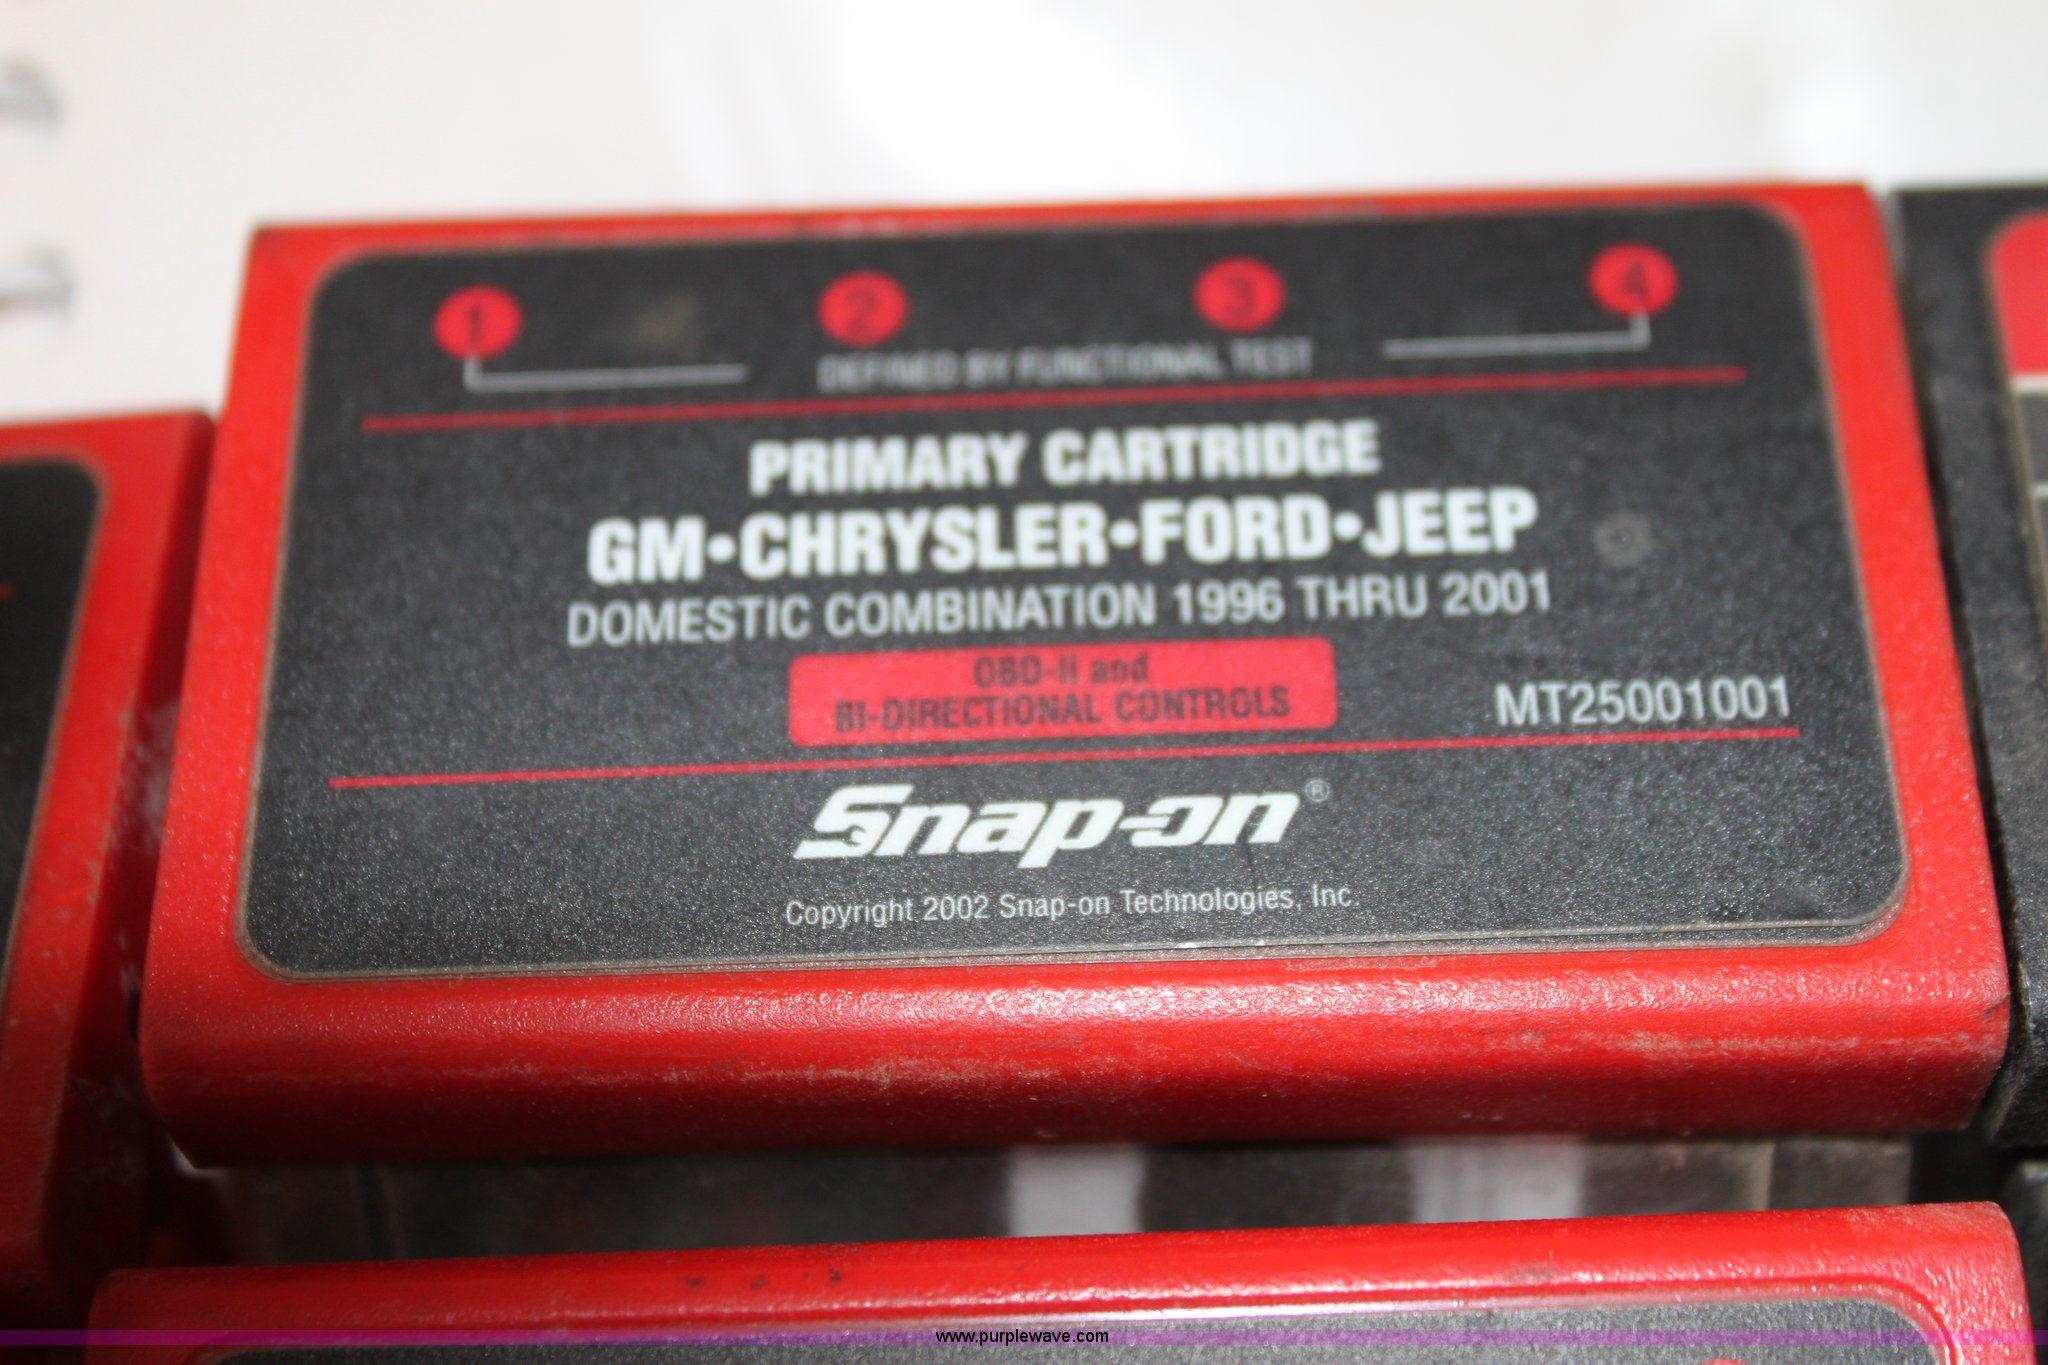 1 2 3 4
DEFINED BY FUNCTIONAL TEST
PRIMARY CARTRIDGE
GM•CHRYSLER•FORD•JEEP
DOMESTIC COMBINATION 1996 THRU 2001
OBD-II and
BI-DIRECTIONAL CONTROLS
MT25001001
Snap-on®
Copyright 2002 Snap-on Technologies, Inc.
www.purplewave.com